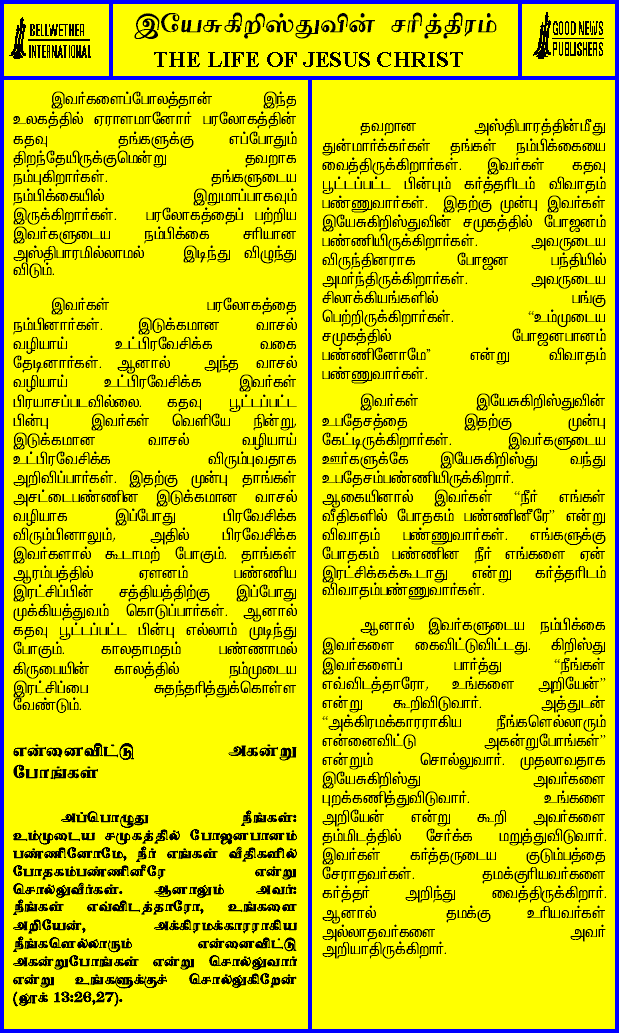 BELLWETHER
INTERNATIONAL
இயேசுகிறிஸ்துவின் சரித்திரம்
THE LIFE OF JESUS CHRIST
GOOD NEWS
PUBLISHERS
இவர்களைப்போலத்தான் இந்த
உலகத்தில் ஏராளமானோர் பரலோகத்தின்
கதவு தங்களுக்கு எப்போதும்
திறந்தேயிருக்குமென்று தவறாக
நம்புகிறார்கள். தங்களுடைய
நம்பிக்கையில் இறுமாப்பாகவும்
இருக்கிறார்கள். பரலோகத்தைப் பற்றிய
இவர்களுடைய நம்பிக்கை சரியான
அஸ்திபாரமில்லாமல் இடிந்து விழுந்து
விடும்.
இவர்கள் பரலோகத்தை
நம்பினார்கள். இடுக்கமான வாசல்
வழியாய் உட்பிரவேசிக்க வகை
தேடினார்கள். ஆனால் அந்த வாசல்
வழியாய் உட்பிரவேசிக்க இவர்கள்
பிரயாசப்படவில்லை. கதவு பூட்டப்பட்ட
பின்பு இவர்கள் வெளியே நின்று,
இடுக்கமான வாசல் வழியாய்
உட்பிரவேசிக்க விரும்புவதாக
அறிவிப்பார்கள். இதற்கு முன்பு தாங்கள்
அசட்டைபண்ணின இடுக்கமான வாசல்
வழியாக இப்போது பிரவேசிக்க
விரும்பினாலும், அதில் பிரவேசிக்க
இவர்களால் கூடாமற் போகும். தாங்கள்
ஆரம்பத்தில் ஏளனம் பண்ணிய
இரட்சிப்பின் சத்தியத்திற்கு இப்போது
முக்கியத்துவம் கொடுப்பார்கள். ஆனால்
கதவு பூட்டப்பட்ட பின்பு எல்லாம் முடிந்து
போகும். காலதாமதம் பண்ணாமல்
கிருபையின் காலத்தில் நம்முடைய
இரட்சிப்பை சுதந்தரித்துக்கொள்ள
வேண்டும்.
என்னைவிட்டு அகன்று
போங்கள்
அப்பொழுது நீங்கள்:
உம்முடைய சமுகத்தில் போஜனபானம்
பண்ணினோமே, நீர் எங்கள் வீதிகளில்
போதகம்பண்ணினீரே என்று
சொல்லுவீர்கள். ஆனாலும் அவர்:
நீங்கள் எவ்விடத்தாரோ, உங்களை
அறியேன், அக்கிரமக்காரராகிய
நீங்களெல்லாரும் என்னைவிட்டு
அகன்றுபோங்கள் என்று சொல்லுவார்
என்று உங்களுக்குச் சொல்லுகிறேன்
(லூக் 13:26,27).
தவறான அஸ்திபாரத்தின்மீது
துன்மார்க்கர்கள் தங்கள் நம்பிக்கையை
வைத்திருக்கிறார்கள். இவர்கள் கதவு
பூட்டப்பட்ட பின்பும் கர்த்தரிடம் விவாதம்
பண்ணுவார்கள். இதற்கு முன்பு இவர்கள்
இயேசுகிறிஸ்துவின் சமுகத்தில் போஜனம்
பண்ணியிருக்கிறார்கள். அவருடைய
விருந்தினராக போஜன பந்தியில்
அமர்ந்திருக்கிறார்கள். அவருடைய
சிலாக்கியங்களில் பங்கு
பெற்றிருக்கிறார்கள். "உம்முடைய
சமுகத்தில் போஜனபானம்
பண்ணினோமே" என்று விவாதம்
பண்ணுவார்கள்.
இவர்கள் இயேசுகிறிஸ்துவின்
உபதேசத்தை இதற்கு முன்பு
கேட்டிருக்கிறார்கள். இவர்களுடைய
ஊர்களுக்கே இயேசுகிறிஸ்து வந்து
உபதேசம்பண்ணியிருக்கிறார்.
ஆகையினால் இவர்கள் "நீர் எங்கள்
வீதிகளில் போதகம் பண்ணினீரே" என்று
விவாதம் பண்ணுவார்கள். எங்களுக்கு
போதகம் பண்ணின நீர் எங்களை ஏன்
இரட்சிக்கக்கூடாது என்று கர்த்தரிடம்
விவாதம்பண்ணுவார்கள்.
ஆனால் இவர்களுடைய நம்பிக்கை
இவர்களை கைவிட்டுவிட்டது. கிறிஸ்து
இவர்களைப் பார்த்து "நீங்கள்
எவ்விடத்தாரோ, உங்களை அறியேன்"
என்று கூறிவிடுவார். அத்துடன்
"அக்கிரமக்காரராகிய நீங்களெல்லாரும்
என்னைவிட்டு அகன்றுபோங்கள்"
என்றும் சொல்லுவார். முதலாவதாக
இயேசுகிறிஸ்து அவர்களை
புறக்கணித்துவிடுவார். உங்களை
அறியேன் என்று கூறி அவர்களை
தம்மிடத்தில் சேர்க்க மறுத்துவிடுவார்.
இவர்கள் கர்த்தருடைய குடும்பத்தை
சேராதவர்கள். தமக்குரியவர்களை
கர்த்தர் அறிந்து வைத்திருக்கிறார்.
ஆனால் தமக்கு உரியவர்கள்
அல்லாதவர்களை அவர்
அறியாதிருக்கிறார்.